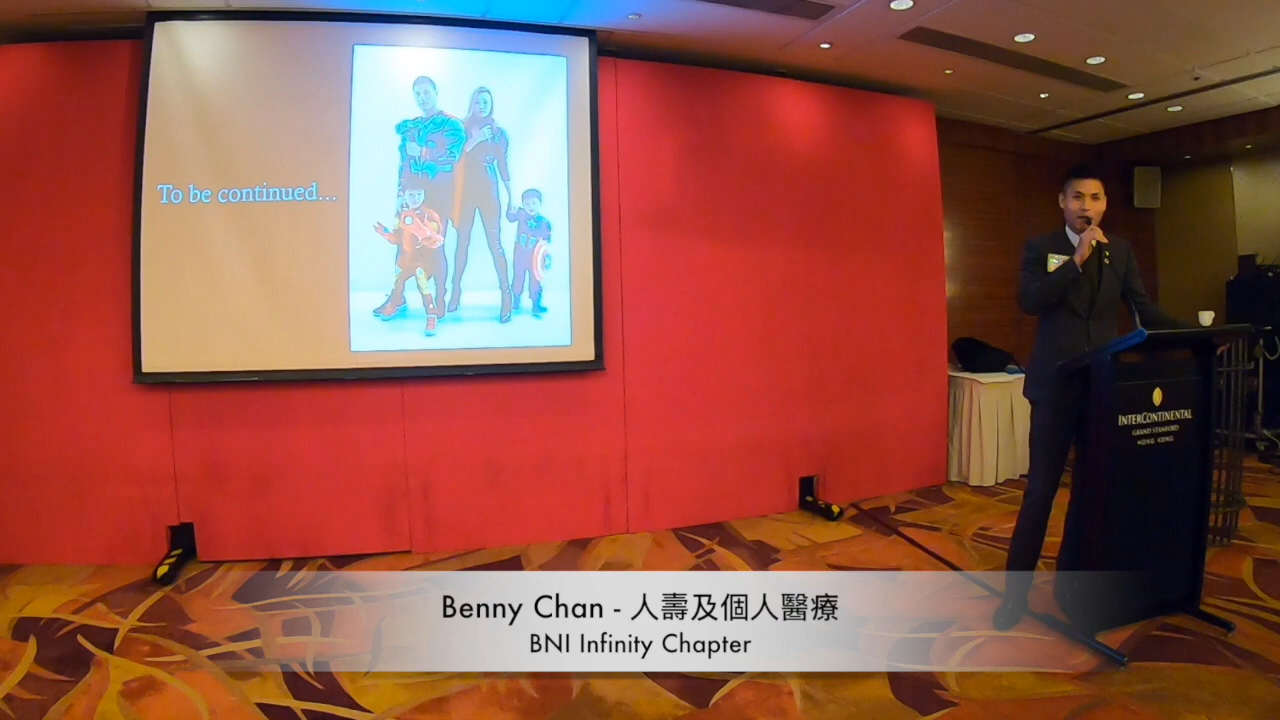 To be continued...
INTERCONTINENTAL
GRAND STANFORD
HONG KONG
Benny Chan - 人壽及個人醫療
BNI Infinity Chapter